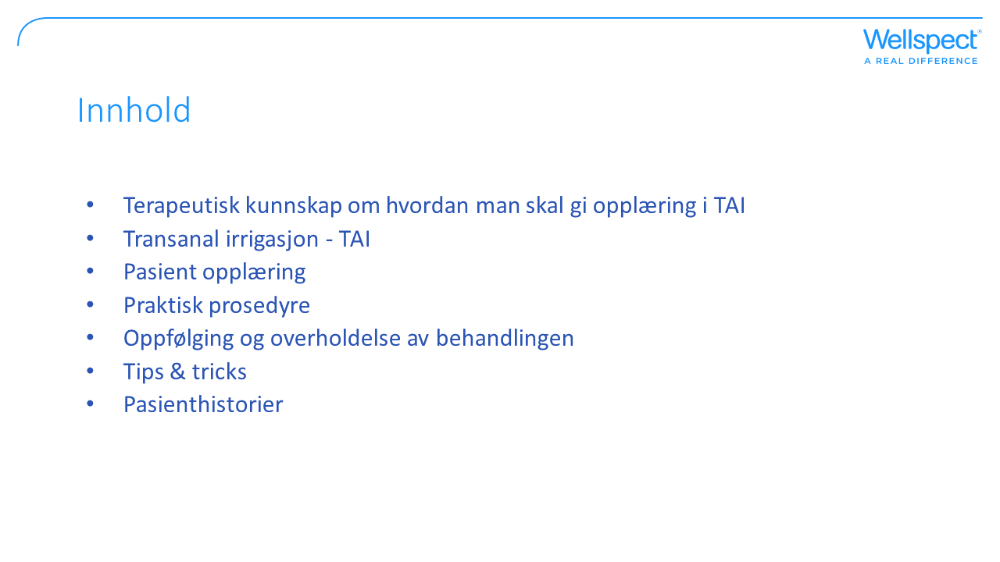 Wellspect®
A REAL DIFFERENCE
Innhold
• Terapeutisk kunnskap om hvordan man skal gi opplæring i TAI
• Transanal irrigasjon - TAI
• Pasient opplæring
• Praktisk prosedyre
• Oppfølging og overholdelse av behandlingen
• Tips & tricks
• Pasienthistorier